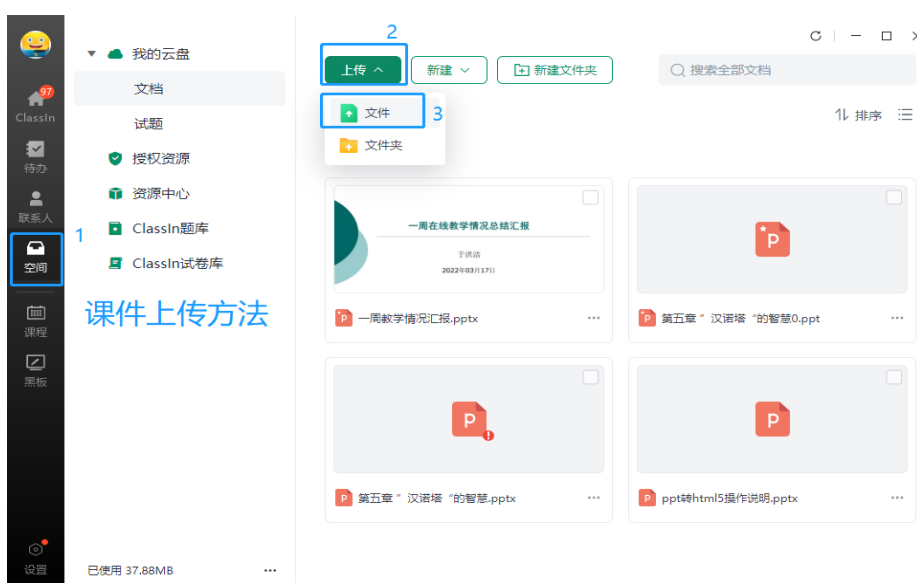 97
ClassIn
待办
联系人
1
空间
课程
黑板
设置
我的云盘
文档
试题
授权资源
资源中心
ClassIn题库
ClassIn试卷库
课件上传方法
已使用 37.88MB
2
上传
新建
新建文件夹
搜索全部文档
文件
3
文件夹
排序
一周在线教学情况总结汇报
于洪洁
2022年03月17日
P
一周教学情况汇报.pptx
P
P
第五章“汉诺塔“的智慧0.ppt
P
P
第五章“汉诺塔“的智慧.pptx
P
P
ppt转html5操作说明.pptx